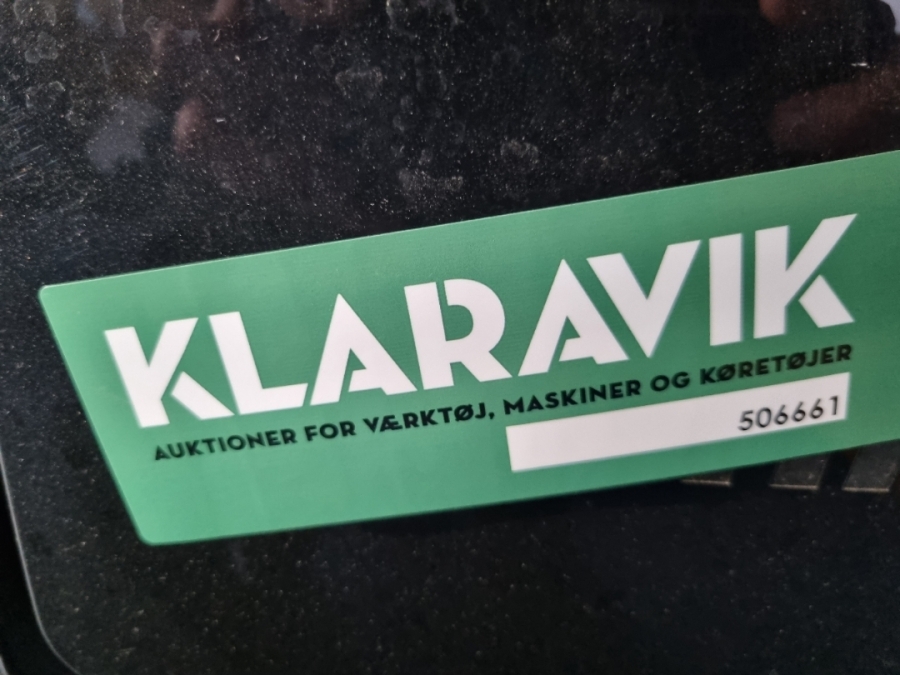 KLARAVIK
AUKTIONER FOR VÆRKTØJ, MASKINER OG KØRETØJER
506661